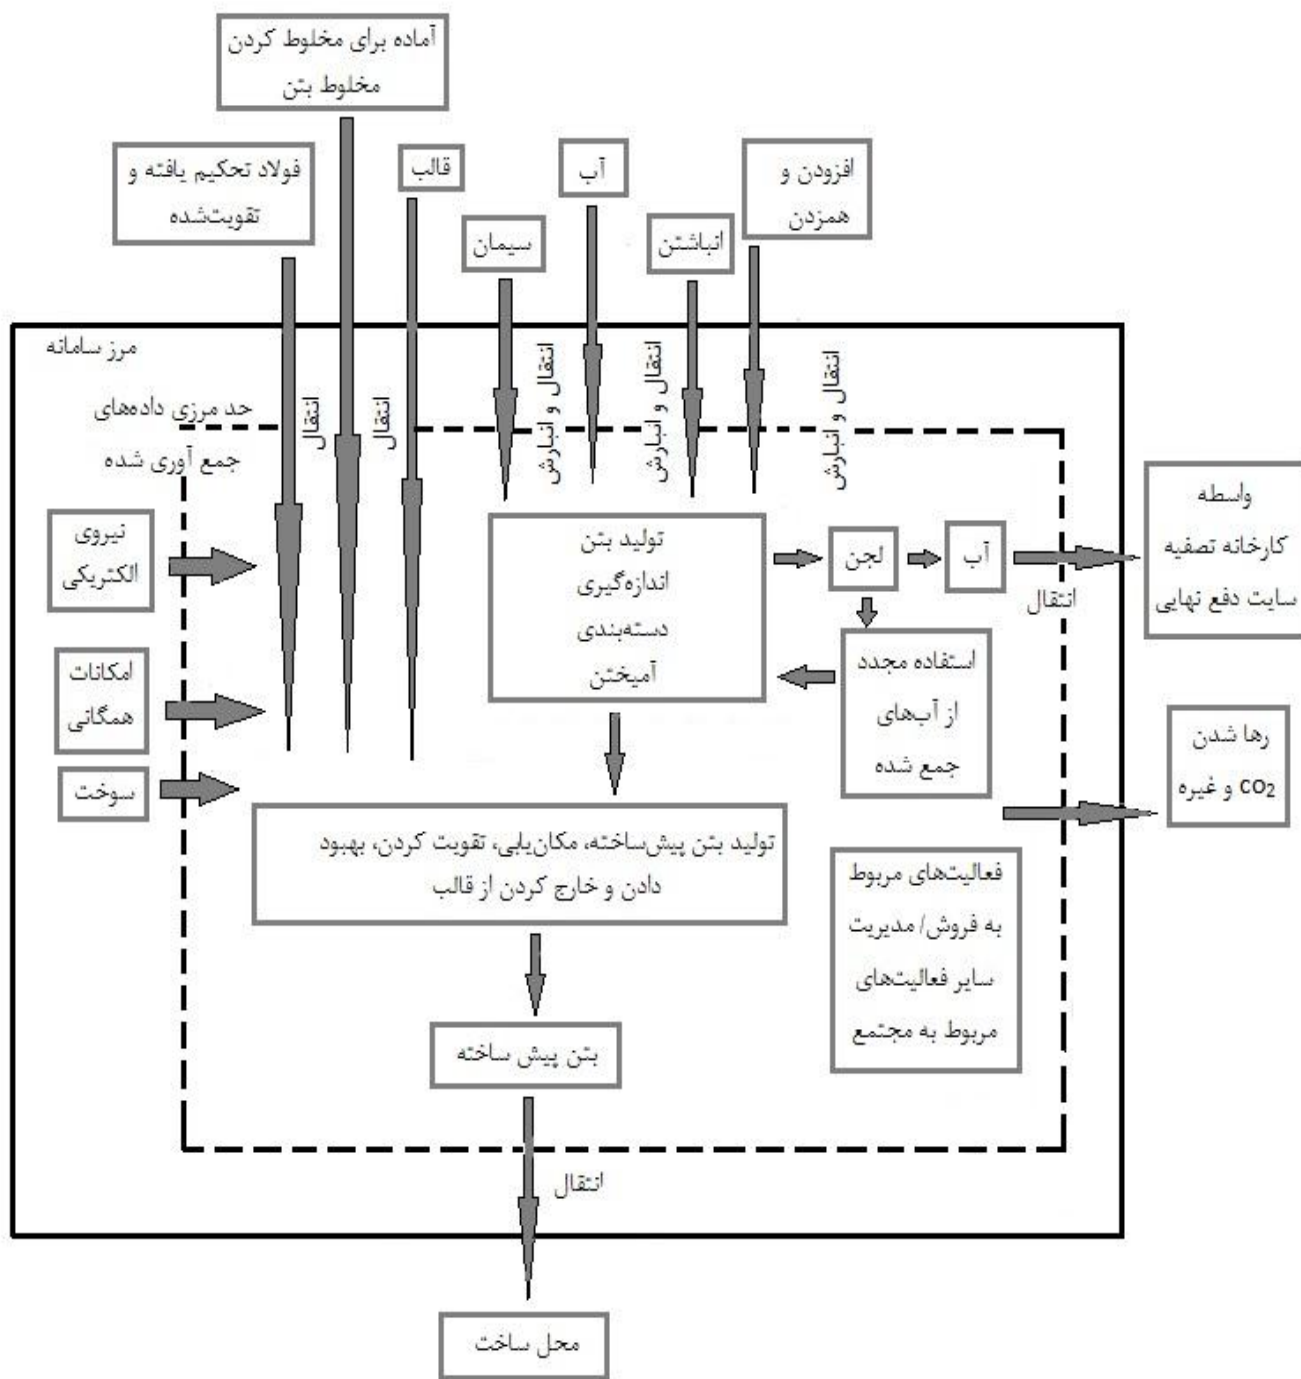 آماده برای مخلوط کردن
مخلوط بتن
فولاد تحکیم یافته و
تقویت‌شده
قالب
سیمان
آب
انباشتن
افزودن و
همزدن
مرز سامانه
حد مرزی داده‌های
جمع آوری شده
انتقال
انتقال
انتقال و انبارش
انتقال و انبارش
انتقال و انبارش
نیروی
الکتریکی
امکانات
همگانی
سوخت
تولید بتن
اندازه‌گیری
دسته‌بندی
آمیختن
لجن
آب
انتقال
واسطه
کارخانه تصفیه
سایت دفع نهایی
استفاده مجدد
از آب‌های
جمع شده
رها شدن
CO2 و غیره
تولید بتن پیش‌ساخته، مکان‌یابی، تقویت کردن، بهبود
دادن و خارج کردن از قالب
فعالیت‌های مربوط
به فروش/ مدیریت
سایر فعالیت‌های
مربوط به مجتمع
بتن پیش ساخته
انتقال
محل ساخت